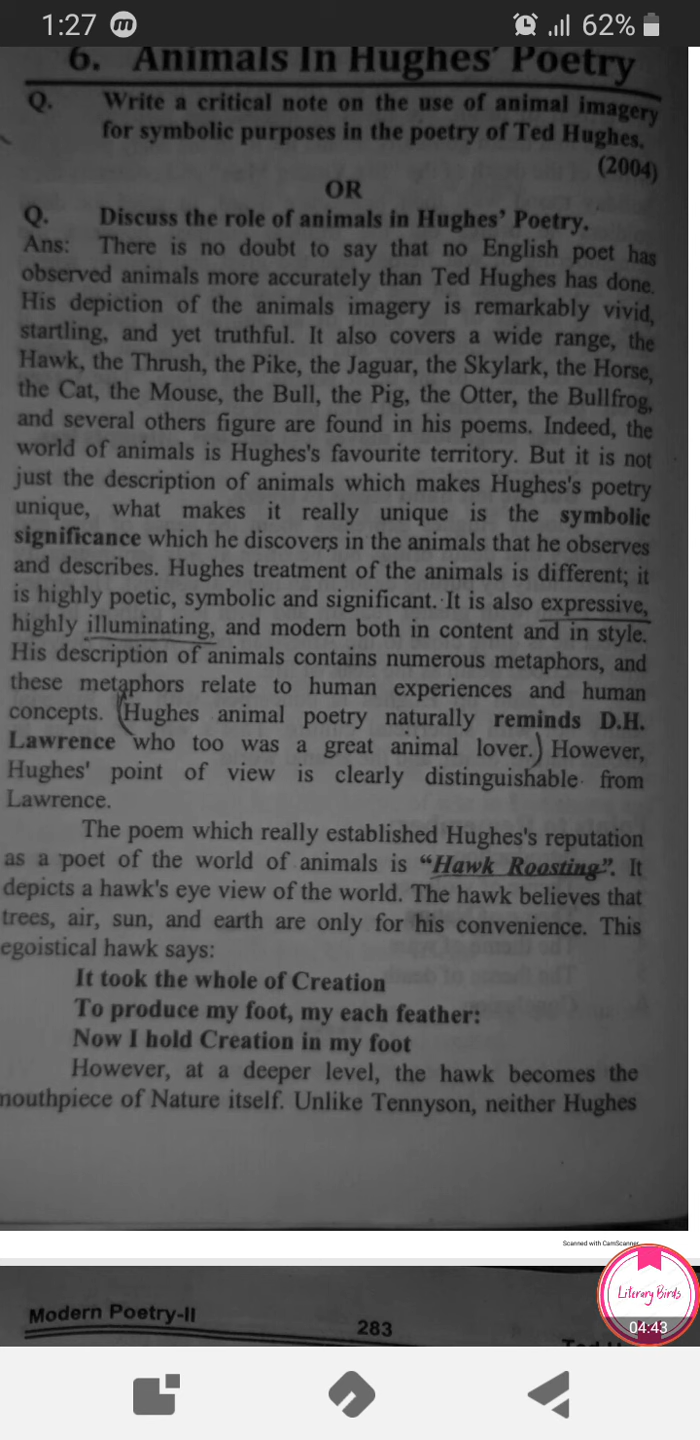 1:27 m 62%
6. Animals In Hughes' Poetry
Q. Write a critical note on the use of animal imagery
for symbolic purposes in the poetry of Ted Hughes.
(2004)
OR
Q. Discuss the role of animals in Hughes' Poetry.
Ans: There is no doubt to say that no English poet has
observed animals more accurately than Ted Hughes has done.
His depiction of the animals imagery is remarkably vivid,
startling, and yet truthful. It also covers a wide range, the
Hawk, the Thrush, the Pike, the Jaguar, the Skylark, the Horse,
the Cat, the Mouse, the Bull, the Pig, the Otter, the Bullfrog,
and several others figure are found in his poems. Indeed, the
world of animals is Hughes's favourite territory. But it is not
just the description of animals which makes Hughes's poetry
unique, what makes it really unique is the symbolic
significance which he discovers in the animals that he observes
and describes. Hughes treatment of the animals is different; it
is highly poetic, symbolic and significant. It is also expressive,
highly illuminating, and modern both in content and in style.
His description of animals contains numerous metaphors, and
these metaphors relate to human experiences and human
concepts. (Hughes animal poetry naturally reminds D.H.
Lawrence who too was a great animal lover.) However,
Hughes' point of view is clearly distinguishable from
Lawrence.
The poem which really established Hughes's reputation
as a poet of the world of animals is "Hawk Roosting". It
depicts a hawk's eye view of the world. The hawk believes that
trees, air, sun, and earth are only for his convenience. This
egoistical hawk says:
It took the whole of Creation
To produce my foot, my each feather:
Now I hold Creation in my foot
However, at a deeper level, the hawk becomes the
mouthpiece of Nature itself. Unlike Tennyson, neither Hughes
Scanned with CamScanner
Literary Birds
04:43
Modern Poetry-II
283